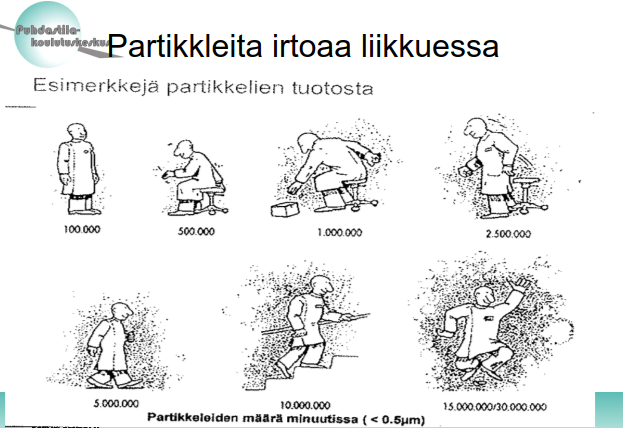 Puhdastila-
koulutuskeskus
Partikkleita irtoaa liikkuessa
Esimerkkejä partikkelien tuotosta
100.000
500.000
1.000.000
2.500.000
5.000.000
10.000.000
15.000.000/30.000.000
Partikkeleiden määrä minuutissa ( < 0.5µm)